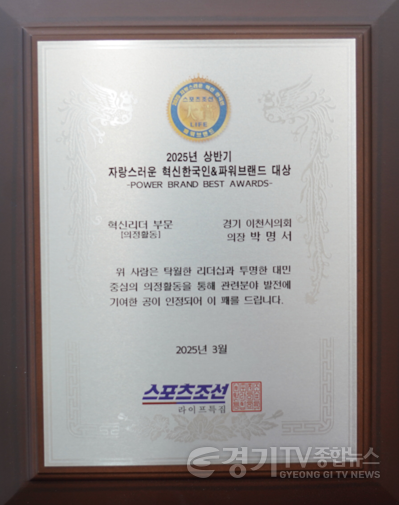 스포츠조선
LIFE
2025년 상반기
자랑스러운 혁신한국인&파워브랜드 대상
-POWER BRAND BEST AWARDS-
혁신리더 부문 경기 이천시의회
[의정활동] 의장 박 명 서
위 사람은 탁월한 리더십과 투명한 대민
중심의 의정활동을 통해 관련분야 발전에
기여한 공이 인정되어 이 패를 드립니다.
2025년 3월
스포츠조선
라이프특집
경기TV종합뉴스
GYEONG GI TV NEWS